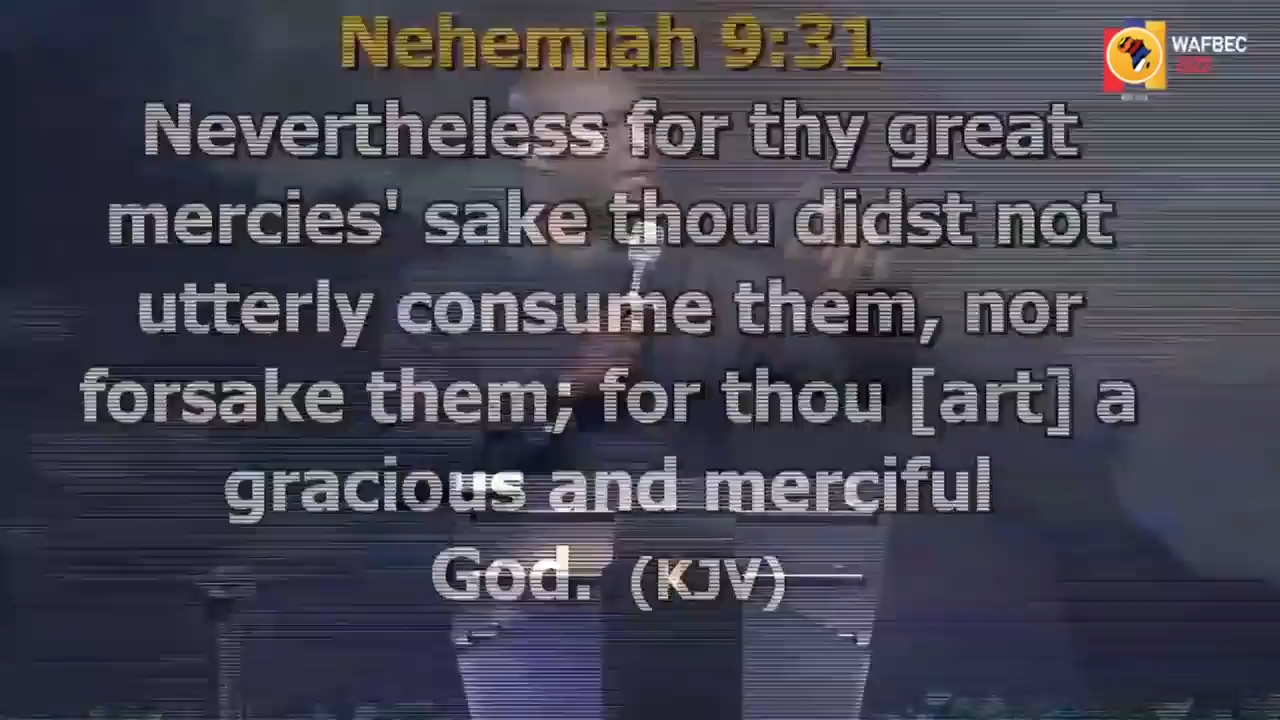 Nehemiah 9:31
WAFBEC
Nevertheless for thy great
mercies' sake thou didst not
utterly consume them, nor
forsake them; for thou [art] a
gracious and merciful
God. (KJV)